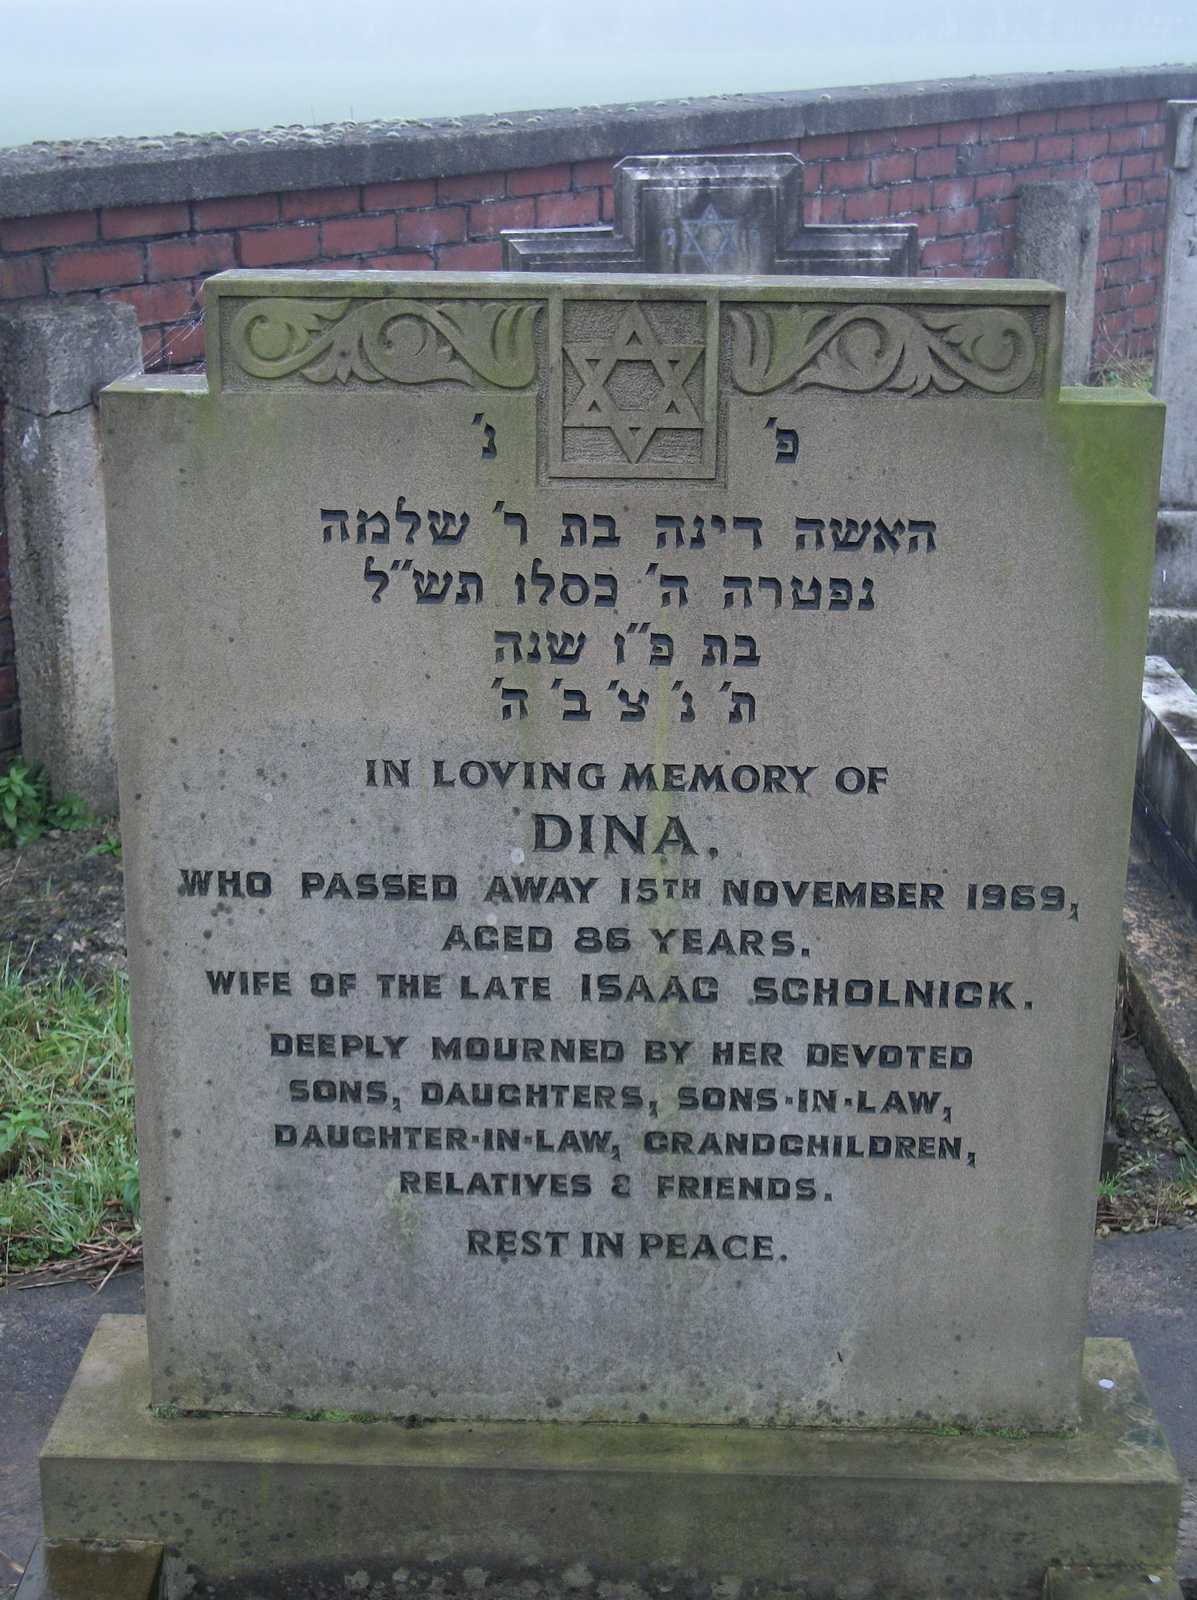 פ׳ נ׳
האשה דינה בת ר׳ שלמה
נפטרה ה׳ כסלו תש״ל
בת פ״ו שנה
ת׳ נ׳ צ׳ ב׳ ה׳
IN LOVING MEMORY OF
DINA,
WHO PASSED AWAY 15TH NOVEMBER 1969,
AGED 86 YEARS.
WIFE OF THE LATE ISAAC SCHOLNICK.
DEEPLY MOURNED BY HER DEVOTED
SONS, DAUGHTERS, SONS-IN-LAW,
DAUGHTER-IN-LAW, GRANDCHILDREN,
RELATIVES & FRIENDS.
REST IN PEACE.